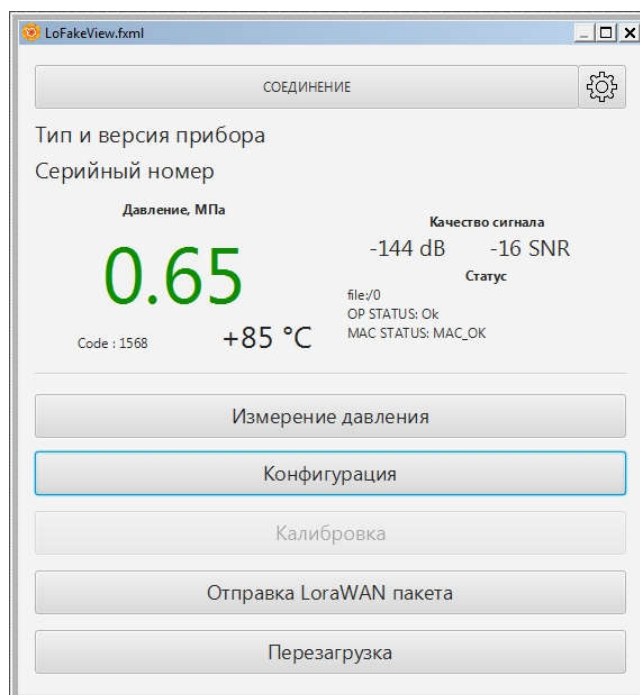 LoFakeView.fxml
СОЕДИНЕНИЕ
Тип и версия прибора
Серийный номер
Давление, МПа
0.65
Code : 1568
+85 °C
Качество сигнала
-144 dB -16 SNR
Статус
file:/0
OP STATUS: Ok
MAC STATUS: MAC_OK
Измерение давления
Конфигурация
Калибровка
Отправка LoraWAN пакета
Перезагрузка